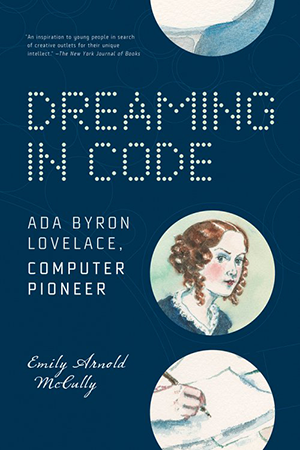 "An inspiration to young people in search
of creative outlets for their unique
intellect." —The New York Journal of Books
DREAMING
IN CODE
ADA BYRON
LOVELACE,
COMPUTER
PIONEER
Emily Arnold
McCully